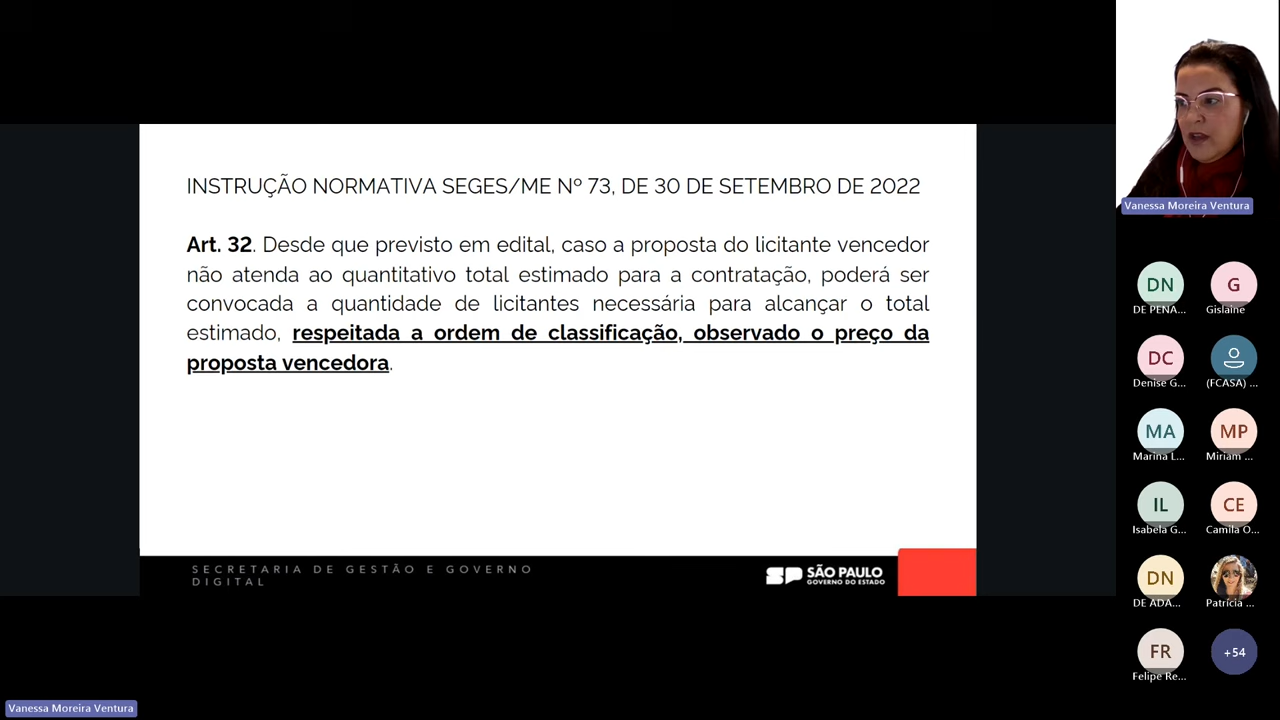 INSTRUÇÃO NORMATIVA SEGES/ME Nº 73, DE 30 DE SETEMBRO DE 2022
Art. 32. Desde que previsto em edital, caso a proposta do licitante vencedor
não atenda ao quantitativo total estimado para a contratação, poderá ser
convocada a quantidade de licitantes necessária para alcançar o total
estimado, respeitada a ordem de classificação, observado o preço da
proposta vencedora.
SECRETARIA DE GESTÃO E GOVERNO
DIGITAL
SP SÃO PAULO
GOVERNO DO ESTADO
Vanessa Moreira Ventura
DN G
DE PENA... Gislaine
DC
Denise G... (FCASA) ...
MA MP
Marina L... Miriam ...
IL CE
Isabela G... Camila O...
DN
DE ADA... Patrícia ...
FR +54
Felipe Re...
Vanessa Moreira Ventura